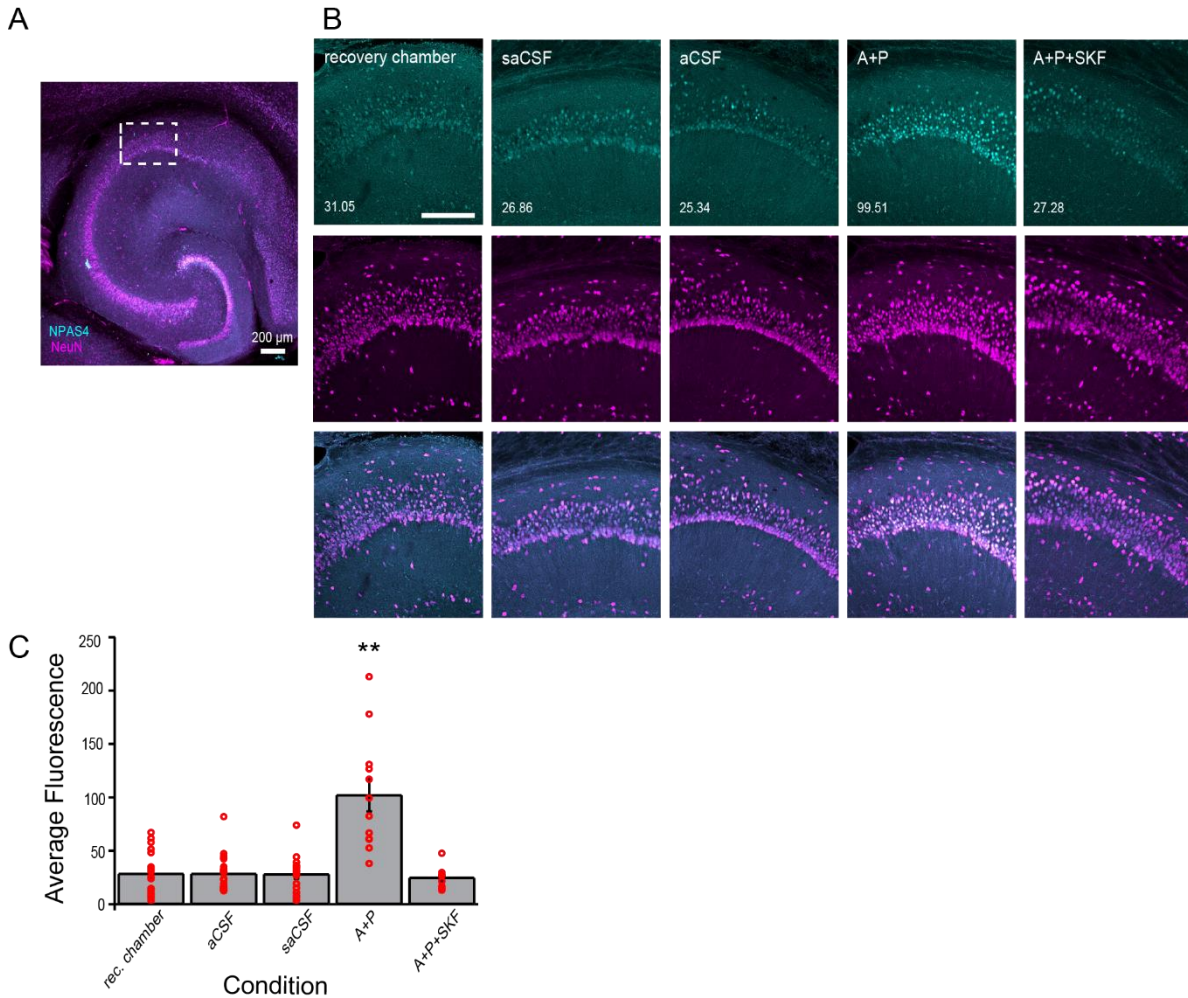 A
B
NPAS4
NeuN
200 µm
recovery chamber
saCSF
aCSF
A+P
A+P+SKF
31.05
26.86
25.34
99.51
27.28
C
Average Fluorescence
250
200
150
100
50
0
**
rec. chamber
aCSF
saCSF
A+P
A+P+SKF
Condition